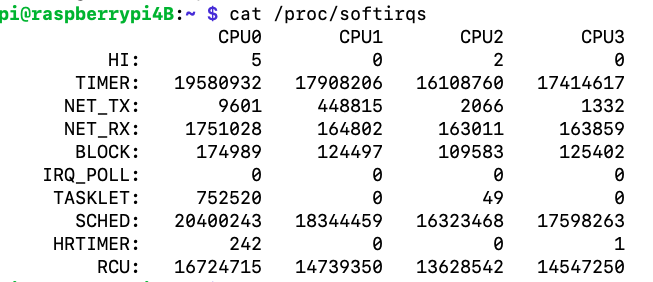 pi@raspberrypi4B:~ $ cat /proc/softirqs
CPU0 CPU1 CPU2 CPU3
HI: 5 0 2 0
TIMER: 19580932 17908206 16108760 17414617
NET_TX: 9601 448815 2066 1332
NET_RX: 1751028 164802 163011 163859
BLOCK: 174989 124497 109583 125402
IRQ_POLL: 0 0 0 0
TASKLET: 752520 0 49 0
SCHED: 20400243 18344459 16323468 17598263
HRTIMER: 242 0 0 1
RCU: 16724715 14739350 13628542 14547250